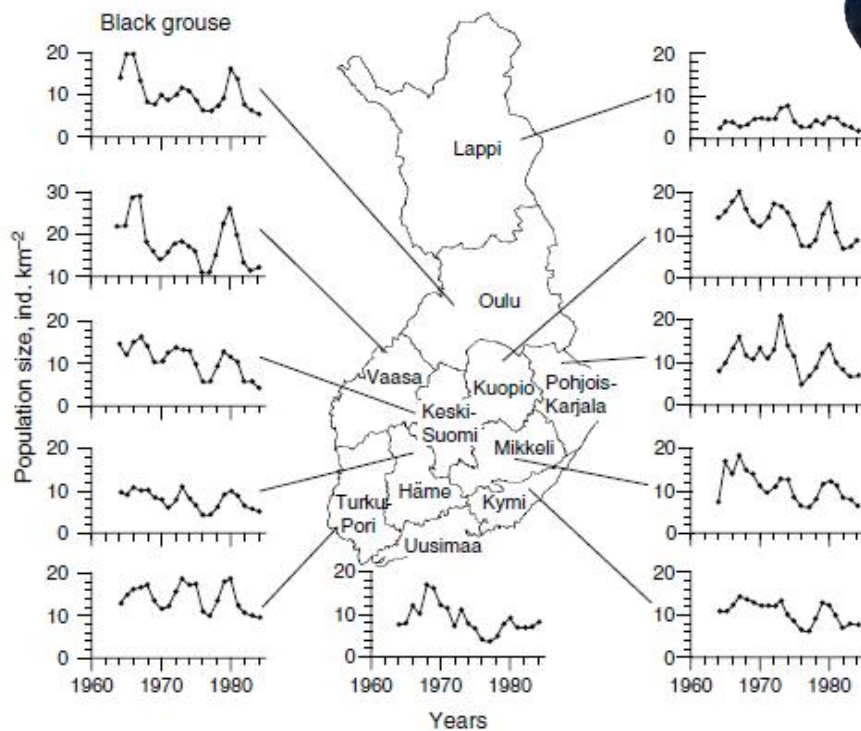 Black grouse
Population size, ind. km⁻²
20
10
0
30
20
10
20
10
0
20
10
0
20
10
0
1960 1970 1980
Lappi
Oulu
Vaasa
Kuopio
Pohjois-
Karjala
Keski-
Suomi
Mikkeli
Häme
Kymi
Turku-
Pori
Uusimaa
20
10
0
1960 1970 1980
Years
20
10
0
20
10
0
20
10
0
20
10
0
20
10
0
1960 1970 1980